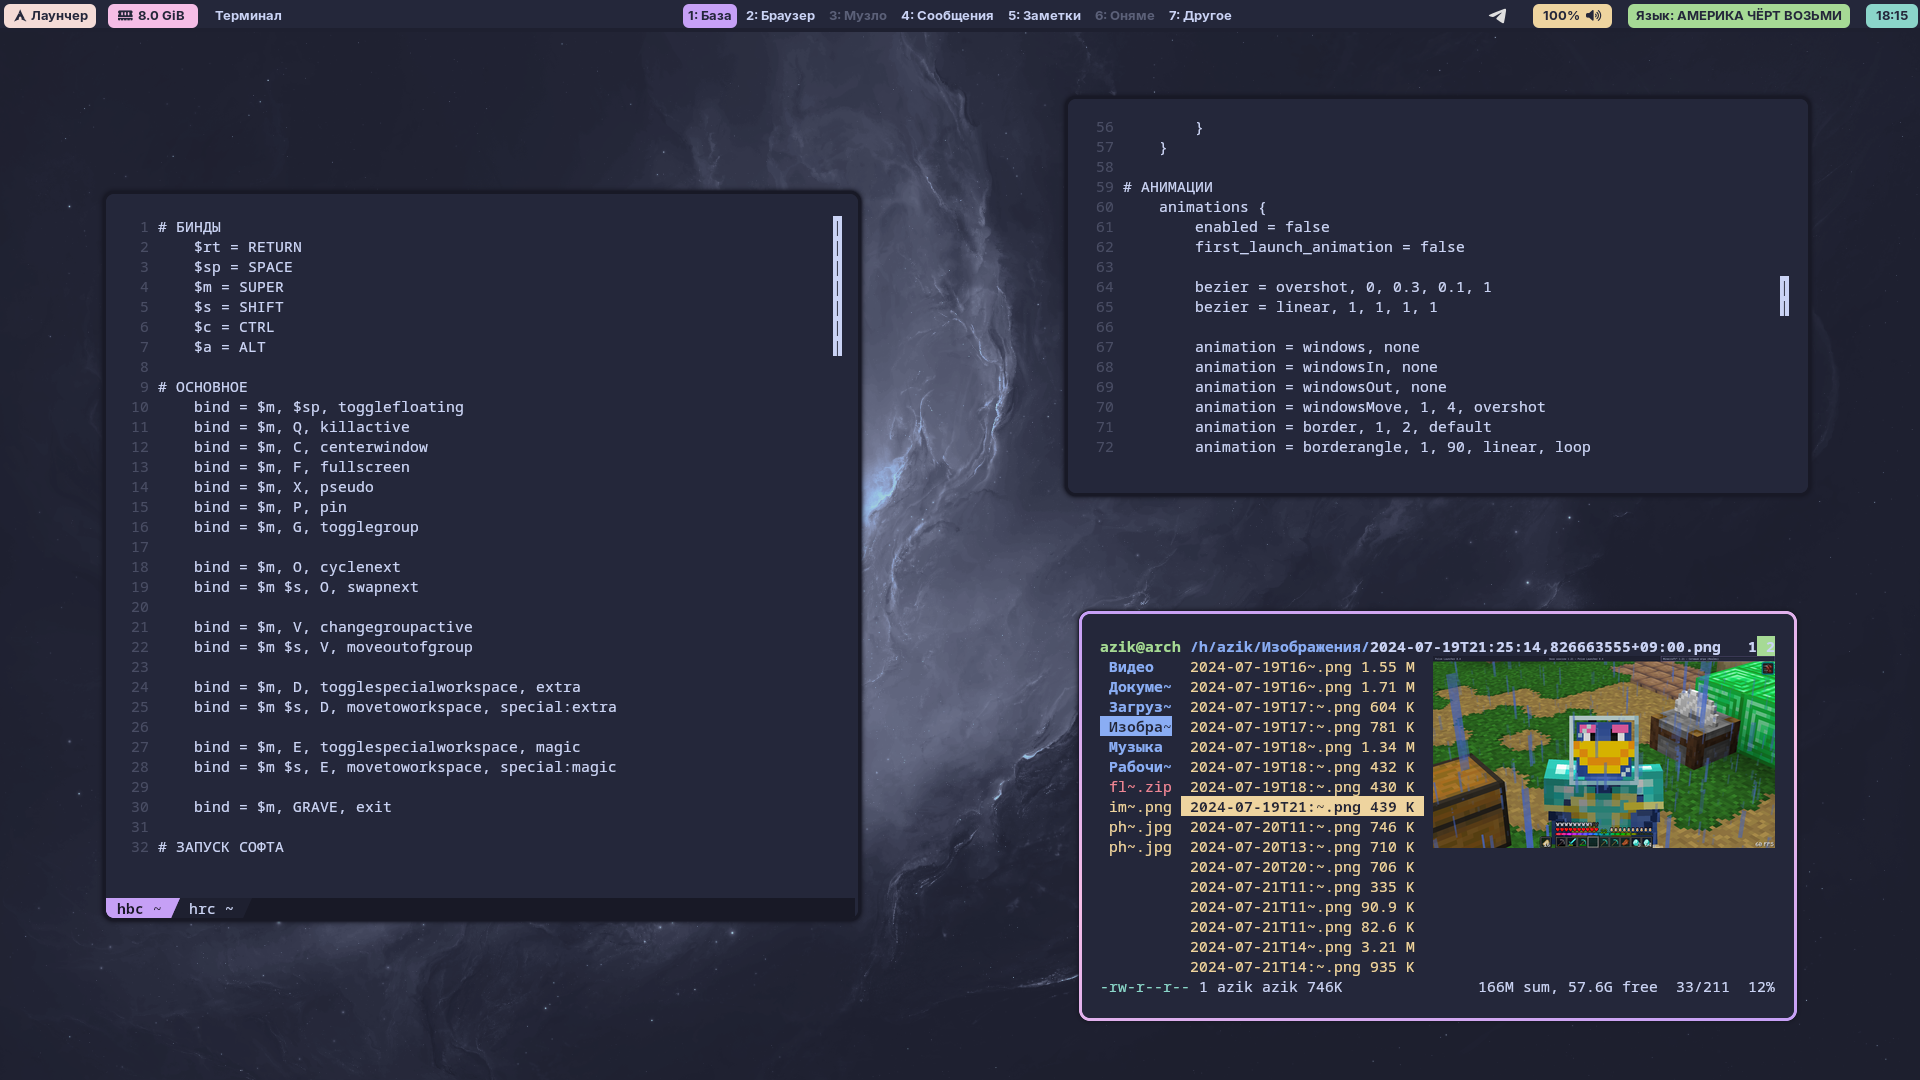 Лаунчер 8.0 GiB Терминал 1: База 2: Браузер 3: Музло 4: Сообщения 5: Заметки 6: Оняме 7: Другое 100% Язык: АМЕРИКА ЧЁРТ ВОЗЬМИ 18:15
1 # БИНДЫ
2 $rt = RETURN
3 $sp = SPACE
4 $m = SUPER
5 $s = SHIFT
6 $c = CTRL
7 $a = ALT
8
9 # ОСНОВНОЕ
10 bind = $m, $sp, togglefloating
11 bind = $m, Q, killactive
12 bind = $m, C, centerwindow
13 bind = $m, F, fullscreen
14 bind = $m, X, pseudo
15 bind = $m, P, pin
16 bind = $m, G, togglegroup
17
18 bind = $m, O, cyclenext
19 bind = $m $s, O, swapnext
20
21 bind = $m, V, changegroupactive
22 bind = $m $s, V, moveoutofgroup
23
24 bind = $m, D, togglespecialworkspace, extra
25 bind = $m $s, D, movetoworkspace, special:extra
26
27 bind = $m, E, togglespecialworkspace, magic
28 bind = $m $s, E, movetoworkspace, special:magic
29
30 bind = $m, GRAVE, exit
31
32 # ЗАПУСК СОФТА
hbc ~ hrc ~
56 }
57 }
58
59 # АНИМАЦИИ
60 animations {
61 enabled = false
62 first_launch_animation = false
63
64 bezier = overshot, 0, 0.3, 0.1, 1
65 bezier = linear, 1, 1, 1, 1
66
67 animation = windows, none
68 animation = windowsIn, none
69 animation = windowsOut, none
70 animation = windowsMove, 1, 4, overshot
71 animation = border, 1, 2, default
72 animation = borderangle, 1, 90, linear, loop
azik@arch /h/azik/Изображения/2024-07-19T21:25:14,826663555+09:00.png 1 2
Видео 2024-07-19T16~.png 1.55 M
Докуме~ 2024-07-19T16~.png 1.71 M
Загруз~ 2024-07-19T17:~.png 604 K
Изобра~ 2024-07-19T17:~.png 781 K
Музыка 2024-07-19T18~.png 1.34 M
Рабочи~ 2024-07-19T18:~.png 432 K
fl~.zip 2024-07-19T18:~.png 430 K
im~.png 2024-07-19T21:~.png 439 K
ph~.jpg 2024-07-20T11:~.png 746 K
ph~.jpg 2024-07-20T13:~.png 710 K
2024-07-20T20:~.png 706 K
2024-07-21T11:~.png 335 K
2024-07-21T11~.png 90.9 K
2024-07-21T11~.png 82.6 K
2024-07-21T14~.png 3.21 M
2024-07-21T14:~.png 935 K
-rw-r--r-- 1 azik azik 746K 166M sum, 57.6G free 33/211 12%